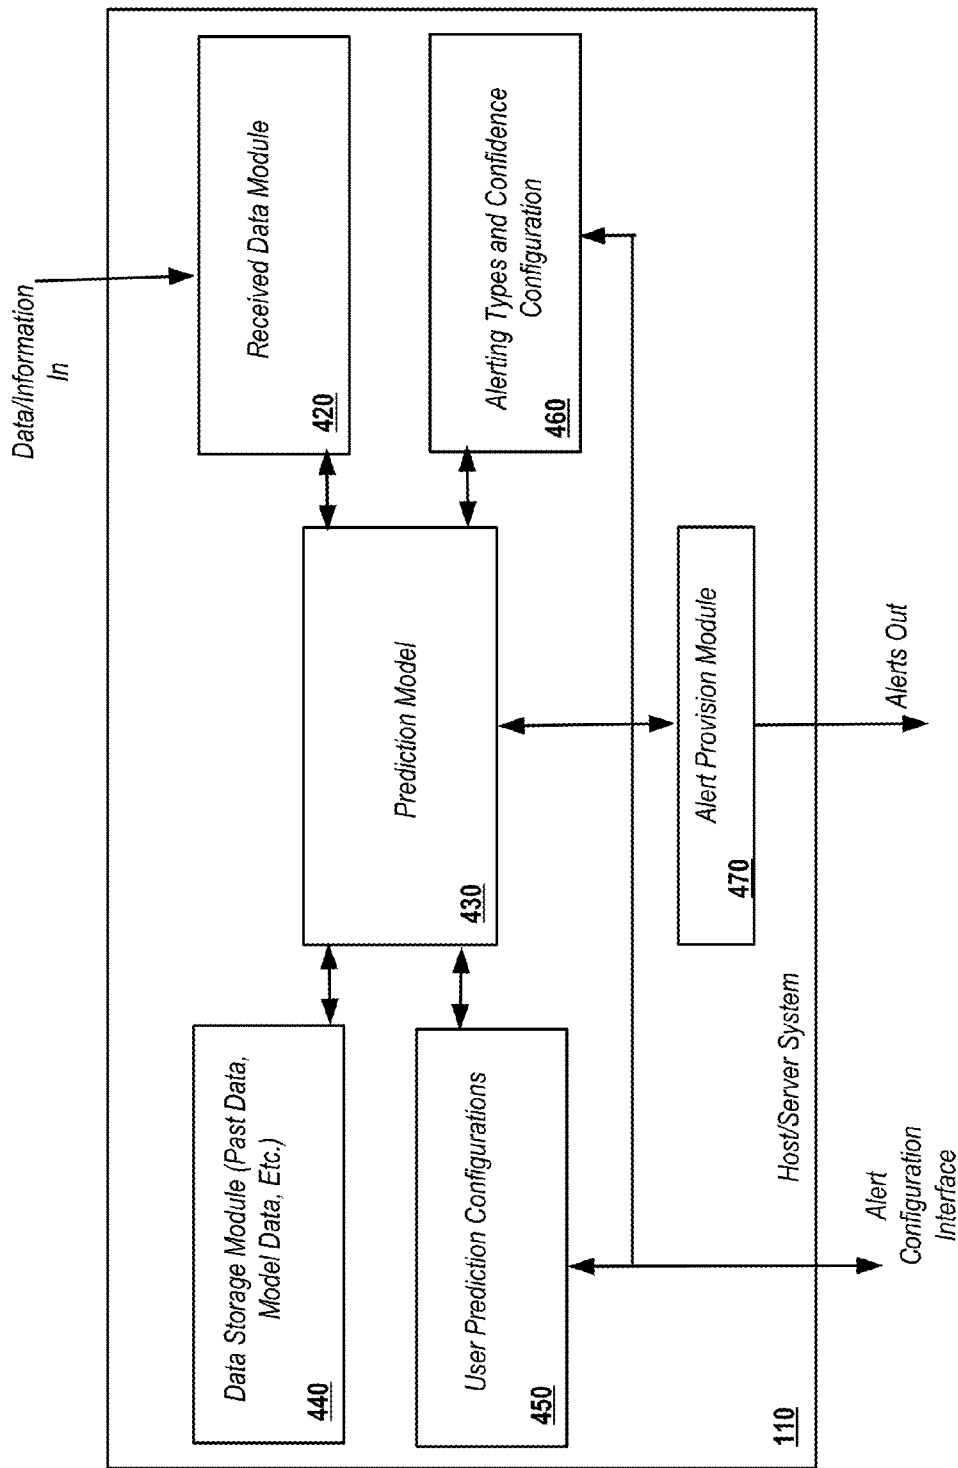 Data Storage Module (Past Data,
Model Data, Etc.)
440
User Prediction Configurations
450
110
Host/Server System
Alert
Configuration
Interface
Prediction Model
430
Alert Provision Module
470
Alerts Out
Data/Information
In
Received Data Module
420
Alerting Types and Confidence
Configuration
460